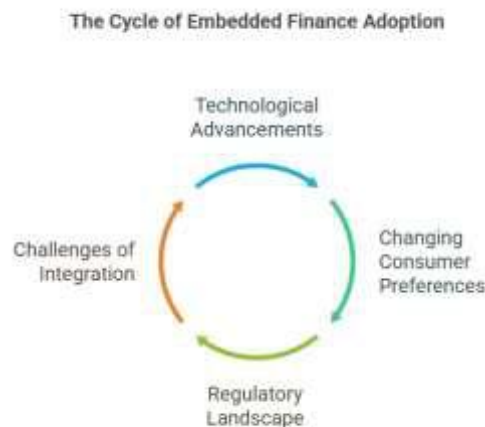 The Cycle of Embedded Finance Adoption
Technological
Advancements
Changing
Consumer
Preferences
Regulatory
Landscape
Challenges of
Integration